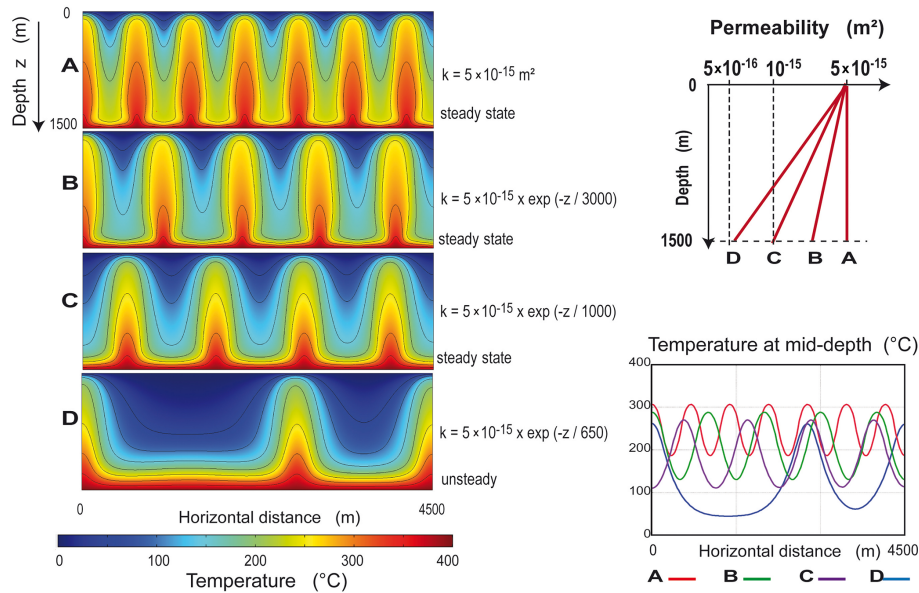 0
Depth z (m)
1500
A
k = 5×10-15 m²
steady state
B
k = 5×10-15 x exp (-z / 3000)
steady state
C
k = 5×10-15 x exp (-z / 1000)
steady state
D
k = 5×10-15 x exp (-z / 650)
unsteady
0 4500
Horizontal distance (m)
0 100 200 300 400
Temperature (°C)
Permeability (m²)
5×10-16 10-15 5×10-15
0
Depth (m)
1500
D C B A
Temperature at mid-depth (°C)
400
300
200
100
0
0 Horizontal distance (m) 4500
A B C D